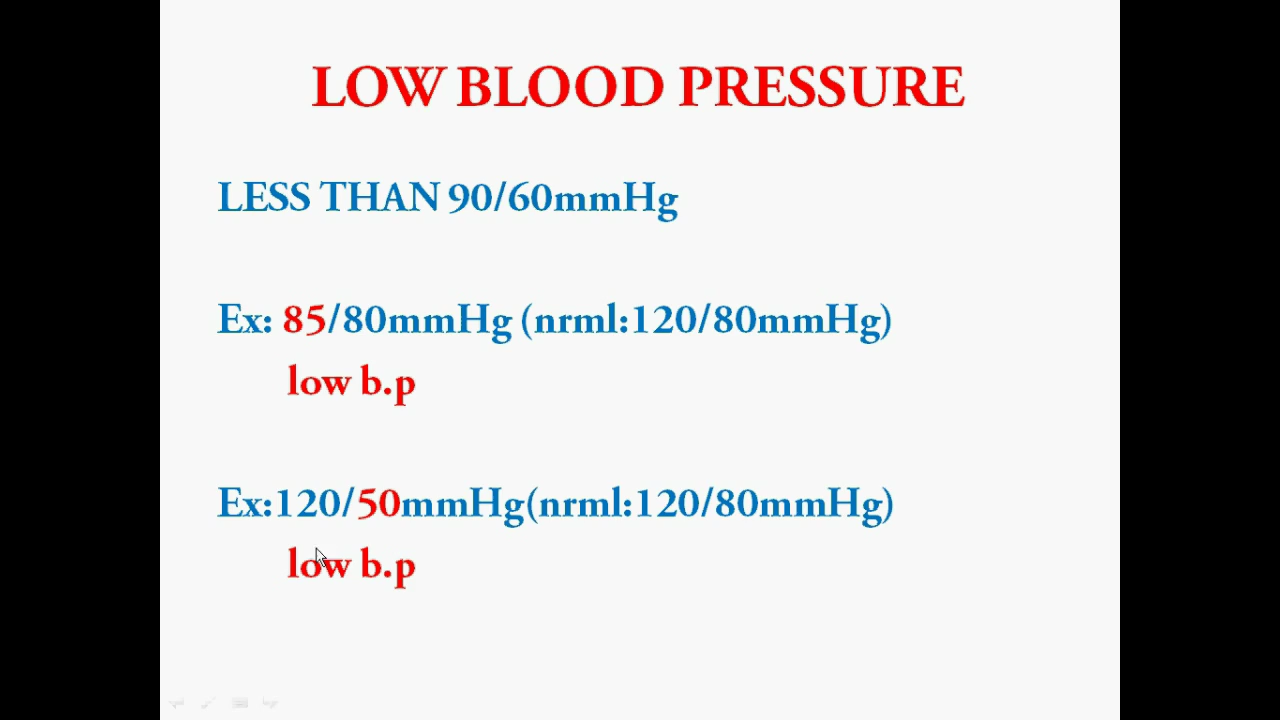 LOW BLOOD PRESSURE
LESS THAN 90/60mmHg
Ex: 85/80mmHg (nrml:120/80mmHg)
low b.p
Ex:120/50mmHg(nrml:120/80mmHg)
low b.p